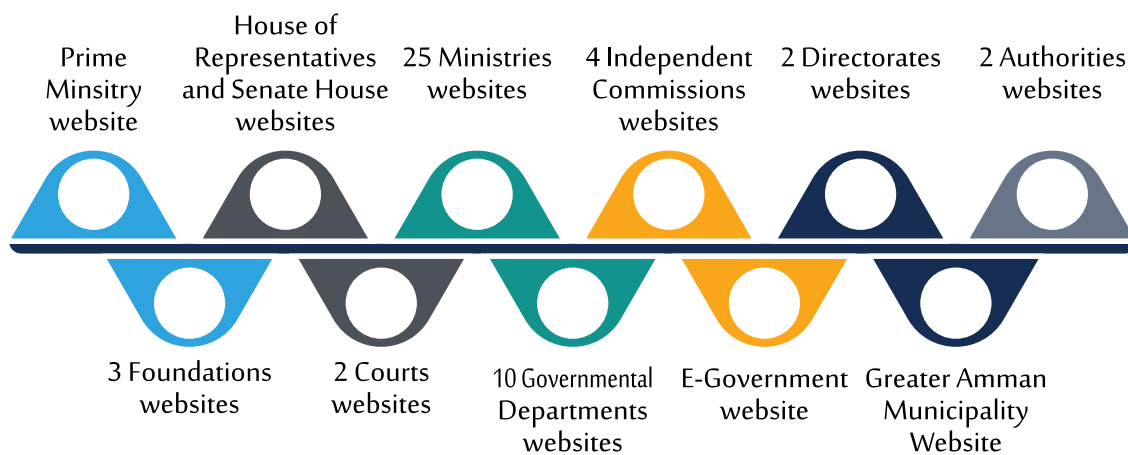 Prime
Minsitry
website
House of
Representatives
and Senate House
websites
25 Ministries
websites
4 Independent
Commissions
websites
2 Directorates
websites
2 Authorities
websites
3 Foundations
websites
2 Courts
websites
10 Governmental
Departments
websites
E-Government
website
Greater Amman
Municipality
Website